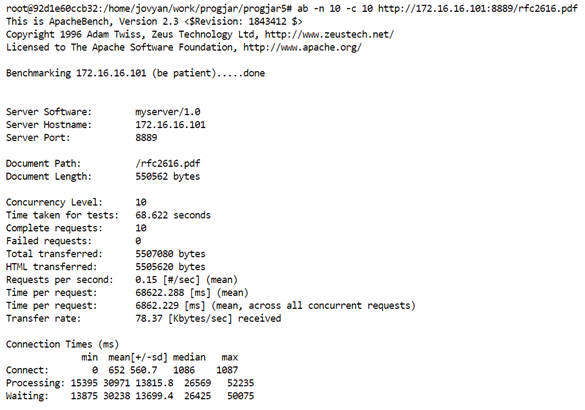 root@92d1e60ccb32:/home/jovyan/work/progjar/progjar5# ab -n 10 -c 10 http://172.16.16.101:8889/rfc2616.pdf
This is ApacheBench, Version 2.3 <$Revision: 1843412 $>
Copyright 1996 Adam Twiss, Zeus Technology Ltd, http://www.zeustech.net/
Licensed to The Apache Software Foundation, http://www.apache.org/
Benchmarking 172.16.16.101 (be patient).....done
Server Software: myserver/1.0
Server Hostname: 172.16.16.101
Server Port: 8889
Document Path: /rfc2616.pdf
Document Length: 550562 bytes
Concurrency Level: 10
Time taken for tests: 68.622 seconds
Complete requests: 10
Failed requests: 0
Total transferred: 5507080 bytes
HTML transferred: 5505620 bytes
Requests per second: 0.15 [#/sec] (mean)
Time per request: 68622.288 [ms] (mean)
Time per request: 6862.229 [ms] (mean, across all concurrent requests)
Transfer rate: 78.37 [Kbytes/sec] received
Connection Times (ms)
min mean[+/-sd] median max
Connect: 0 652 560.7 1086 1087
Processing: 15395 30971 13815.8 26569 52235
Waiting: 13875 30238 13699.4 26425 50075